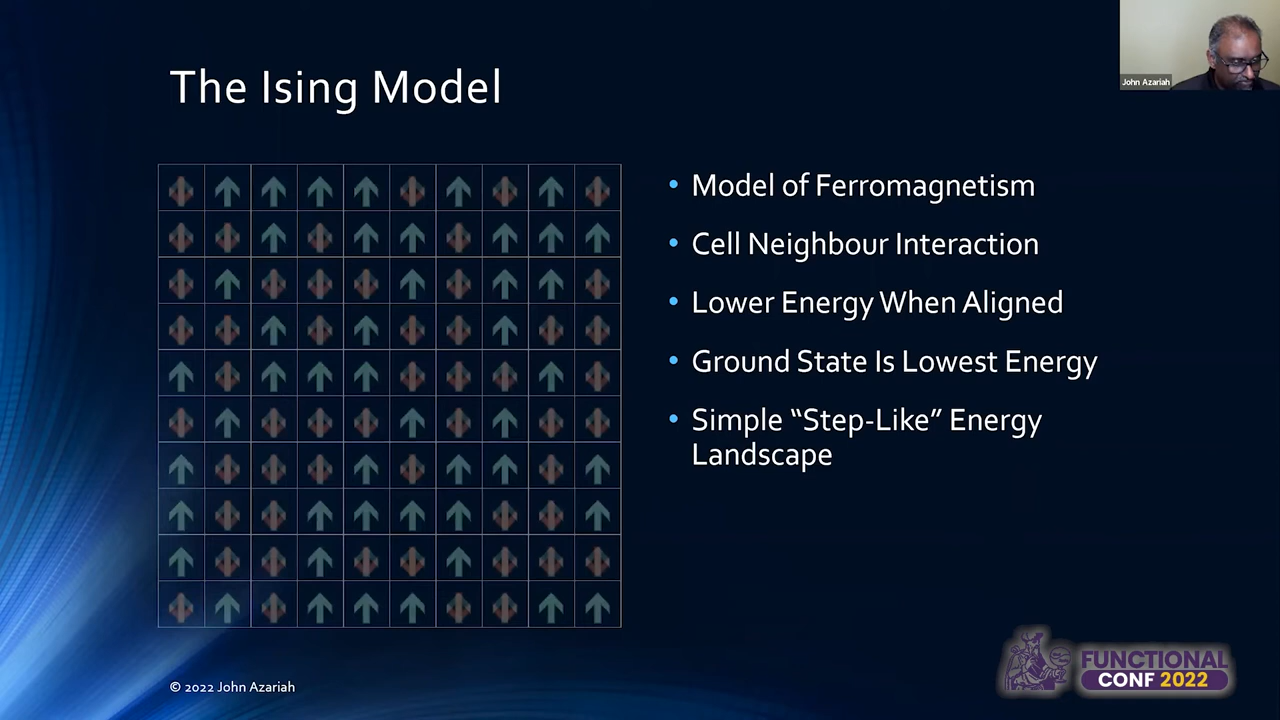 The Ising Model
John Azariah
Model of Ferromagnetism
Cell Neighbour Interaction
Lower Energy When Aligned
Ground State Is Lowest Energy
Simple “Step-Like” Energy
Landscape
© 2022 John Azariah
FUNCTIONAL
CONF 2022